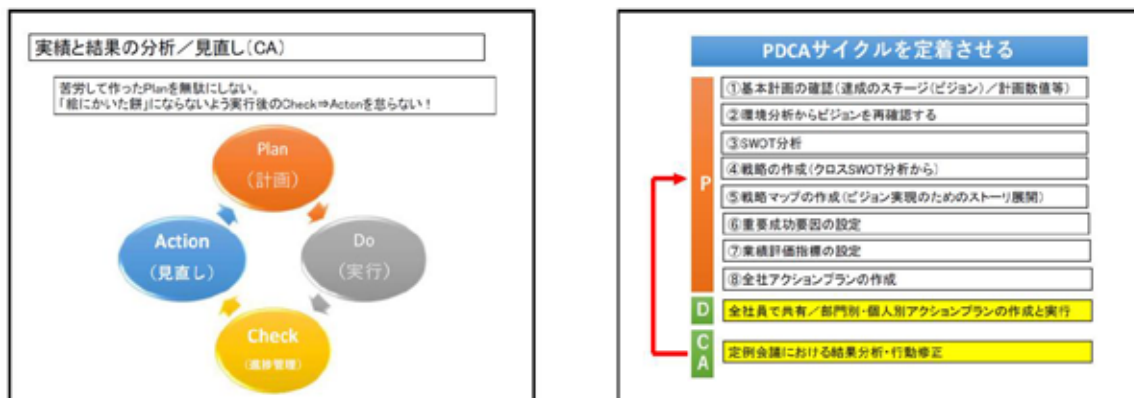 実績と結果の分析／見直し（CA）
苦労して作ったPlanを無駄にしない。
「絵にかいた餅」にならないよう実行後のCheck⇒Actonを怠らない！
Plan
（計画）
Action
（見直し）
Do
（実行）
Check
（進捗管理）
PDCAサイクルを定着させる
P
①基本計画の確認（達成のステージ（ビジョン）／計画数値等）
②環境分析からビジョンを再確認する
③SWOT分析
④戦略の作成（クロスSWOT分析から）
⑤戦略マップの作成（ビジョン実現のためのストーリ展開）
⑥重要成功要因の設定
⑦業績評価指標の設定
⑧全社アクションプランの作成
D
全社員で共有／部門別・個人別アクションプランの作成と実行
C
A
定例会議における結果分析・行動修正